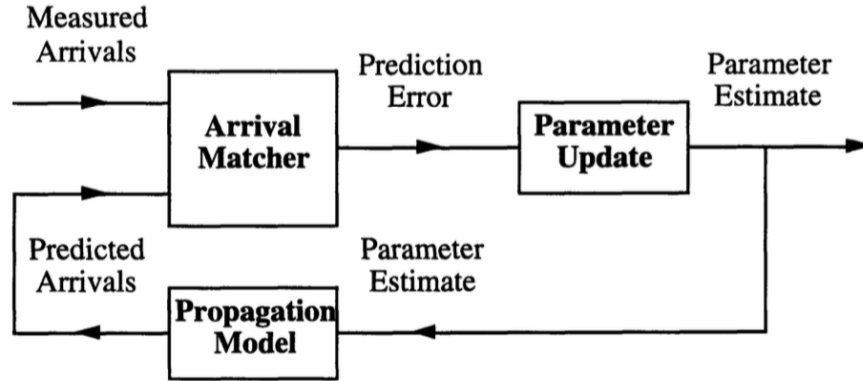 Measured
Arrivals
Prediction
Error
Parameter
Estimate
Arrival
Matcher
Parameter
Update
Predicted
Arrivals
Parameter
Estimate
Propagation
Model